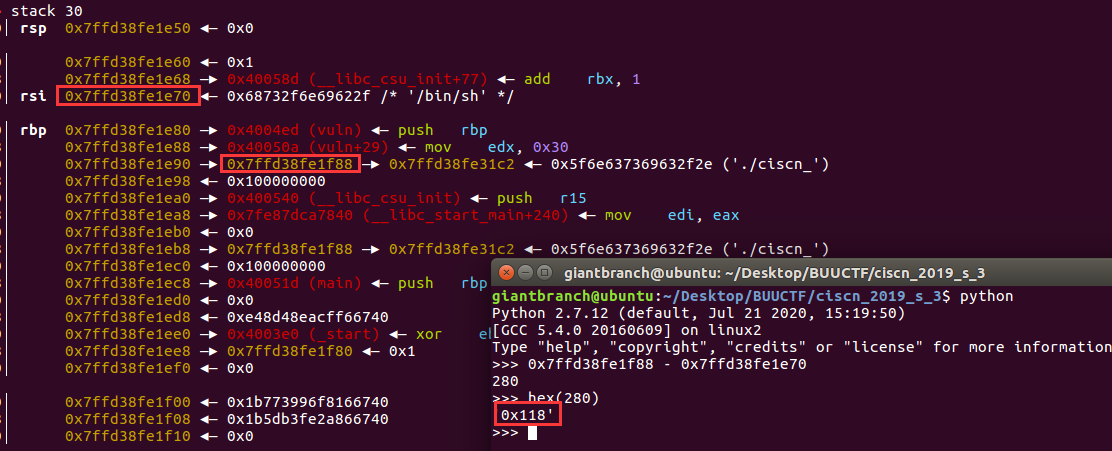 stack 30
rsp 0x7ffd38fe1e50 ◂— 0x0
0x7ffd38fe1e60 ◂— 0x1
0x7ffd38fe1e68 —▸ 0x40058d (__libc_csu_init+77) ◂— add rbx, 1
rsi 0x7ffd38fe1e70 ◂— 0x68732f6e69622f /* '/bin/sh' */
rbp 0x7ffd38fe1e80 —▸ 0x4004ed (vuln) ◂— push rbp
0x7ffd38fe1e88 —▸ 0x40050a (vuln+29) ◂— mov edx, 0x30
0x7ffd38fe1e90 —▸ 0x7ffd38fe1f88 —▸ 0x7ffd38fe31c2 ◂— 0x5f6e637369632f2e ('./ciscn_')
0x7ffd38fe1e98 ◂— 0x100000000
0x7ffd38fe1ea0 —▸ 0x400540 (__libc_csu_init) ◂— push r15
0x7ffd38fe1ea8 —▸ 0x7fe87dca7840 (__libc_start_main+240) ◂— mov edi, eax
0x7ffd38fe1eb0 ◂— 0x0
0x7ffd38fe1eb8 —▸ 0x7ffd38fe1f88 —▸ 0x7ffd38fe31c2 ◂— 0x5f6e637369632f2e ('./ciscn_')
0x7ffd38fe1ec0 ◂— 0x100000000
0x7ffd38fe1ec8 —▸ 0x40051d (main) ◂— push rbp
0x7ffd38fe1ed0 ◂— 0x0
0x7ffd38fe1ed8 ◂— 0xe48d48eacff66740
0x7ffd38fe1ee0 —▸ 0x4003e0 (_start) ◂— xor
0x7ffd38fe1ee8 —▸ 0x7ffd38fe1f80 ◂— 0x1
0x7ffd38fe1ef0 ◂— 0x0
0x7ffd38fe1f00 ◂— 0x1b773996f8166740
0x7ffd38fe1f08 ◂— 0x1b5db3fe2a866740
0x7ffd38fe1f10 ◂— 0x0
giantbranch@ubuntu: ~/Desktop/BUUCTF/ciscn_2019_s_3
giantbranch@ubuntu:~/Desktop/BUUCTF/ciscn_2019_s_3$ python
Python 2.7.12 (default, Jul 21 2020, 15:19:50)
[GCC 5.4.0 20160609] on linux2
Type "help", "copyright", "credits" or "license" for more information
>>> 0x7ffd38fe1f88 - 0x7ffd38fe1e70
280
>>> hex(280)
'0x118'
>>>